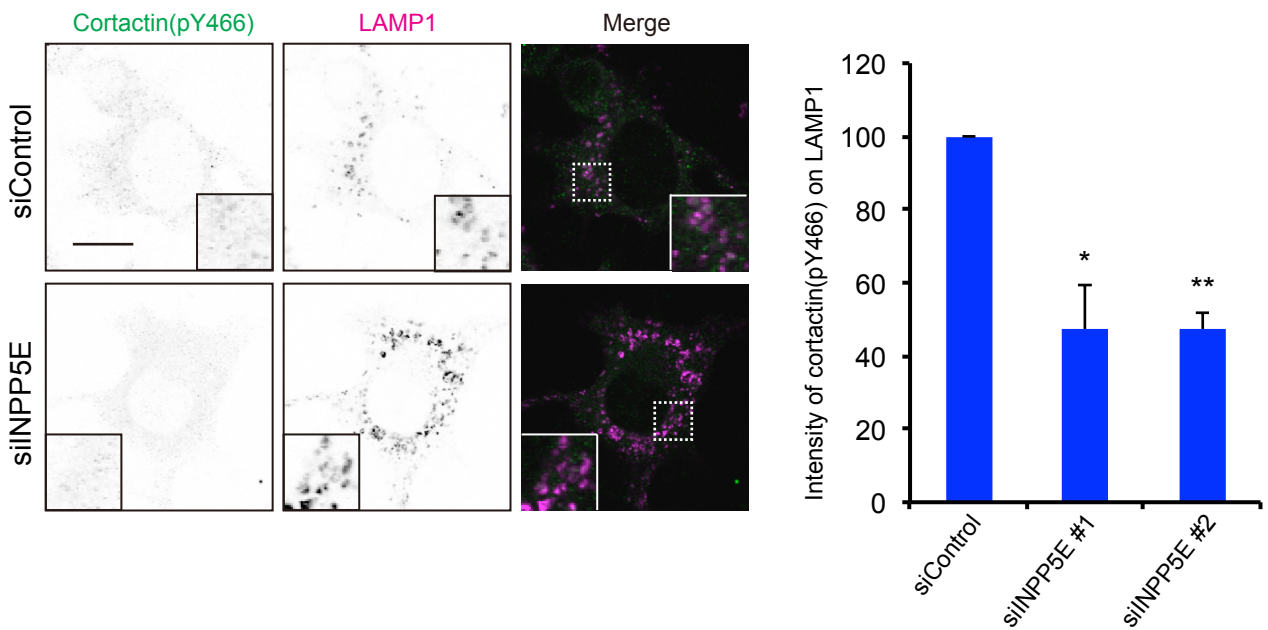 Cortactin(pY466)
LAMP1
Merge
siControl
siINPP5E
Intensity of cortactin(pY466) on LAMP1
120
100
80
60
40
20
0
*
**
siControl
siINPP5E #1
siINPP5E #2